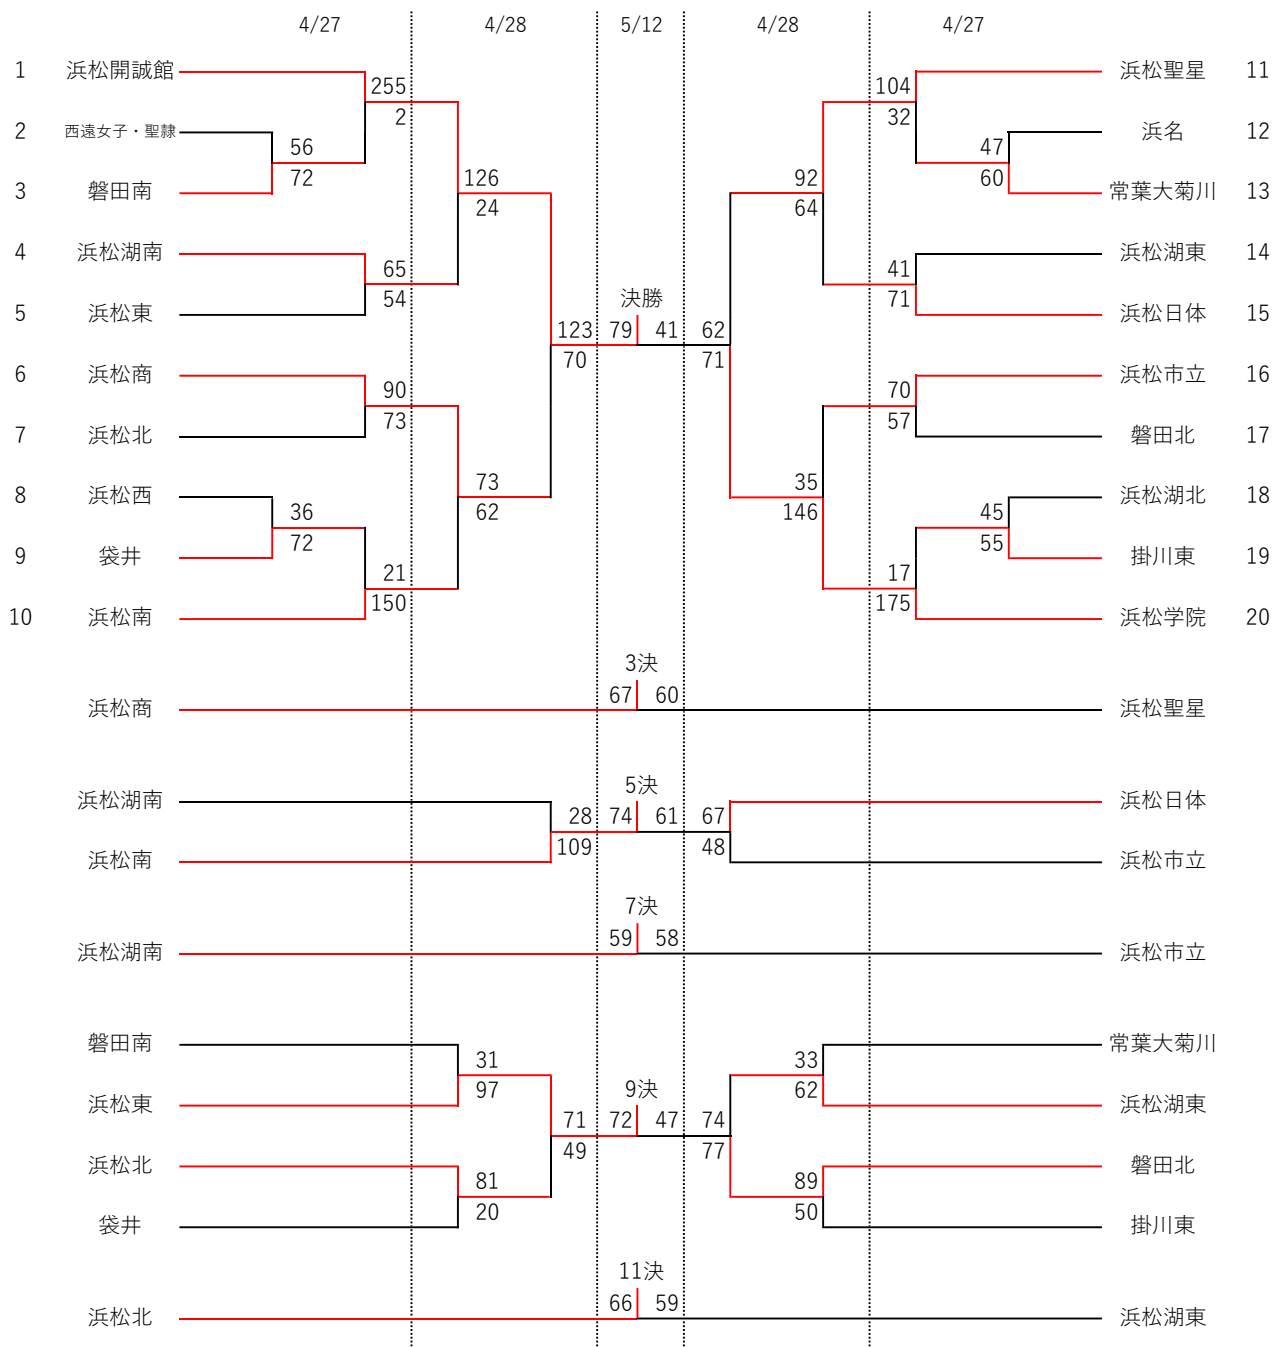 4/27 4/28 5/12 4/28 4/27
1 浜松開誠館 浜松聖星 11
255 104
2 32
2 西遠女子・聖隷 浜名 12
56 47
72 60
3 磐田南 常葉大菊川 13
126 92
24 64
4 浜松湖南 浜松湖東 14
65 41
54 71
5 浜松東 浜松日体 15
決勝
123 79 41 62
70 71
6 浜松商 浜松市立 16
90 70
73 57
7 浜松北 磐田北 17
73 35
62 146
8 浜松西 浜松湖北 18
36 45
72 55
9 袋井 掛川東 19
21 17
150 175
10 浜松南 浜松学院 20
3決
67 60
浜松商 浜松聖星
5決
浜松湖南 浜松日体
28 74 61 67
109 48
浜松南 浜松市立
7決
59 58
浜松湖南 浜松市立
磐田南 常葉大菊川
31 33
97 62
9決
浜松東 浜松湖東
71 72 47 74
49 77
浜松北 磐田北
81 89
20 50
袋井 掛川東
11決
66 59
浜松北 浜松湖東